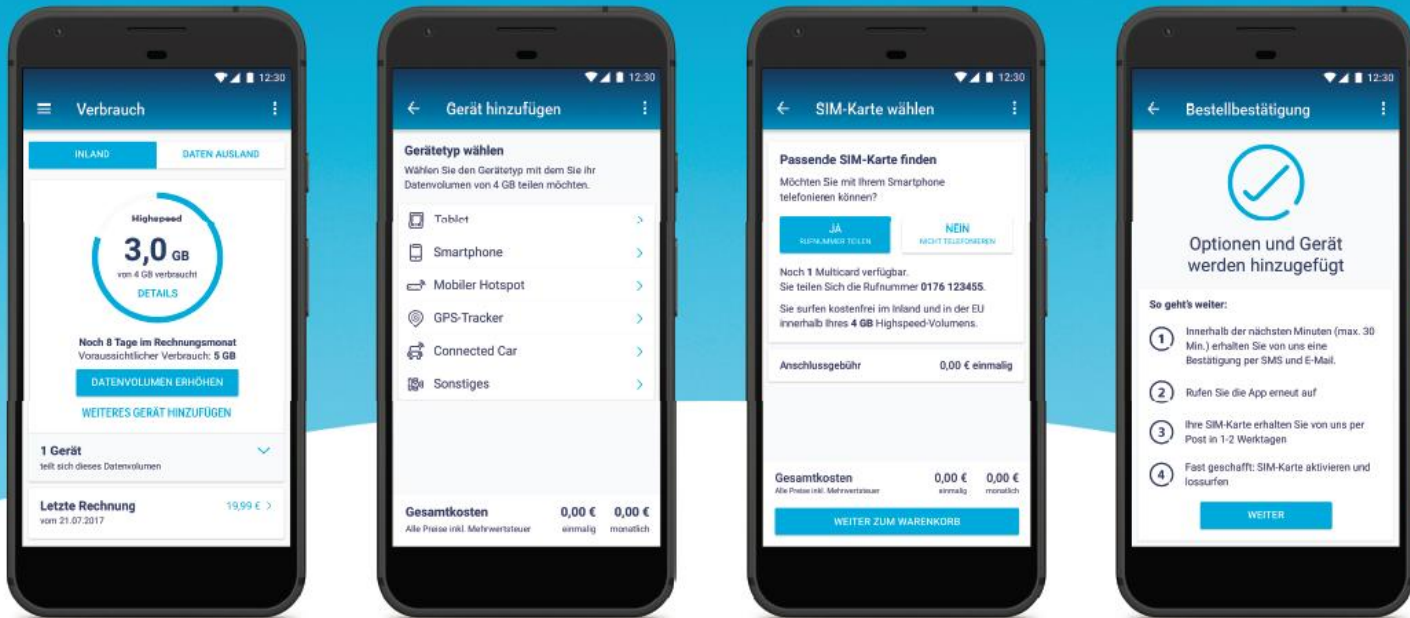 12:30
Verbrauch
INLAND
DATEN AUSLAND
Highspeed
3,0 GB
von 4 GB verbraucht
DETAILS
Noch 8 Tage im Rechnungsmonat
Voraussichtlicher Verbrauch: 5 GB
DATENVOLUMEN ERHÖHEN
WEITERES GERÄT HINZUFÜGEN
1 Gerät
teilt sich dieses Datenvolumen
Letzte Rechnung 19,99 €
vom 21.07.2017
12:30
Gerät hinzufügen
Gerätetyp wählen
Wählen Sie den Gerätetyp mit dem Sie Ihr
Datenvolumen von 4 GB teilen möchten.
Tablet
Smartphone
Mobiler Hotspot
GPS-Tracker
Connected Car
Sonstiges
Gesamtkosten 0,00 € 0,00 €
Alle Preise inkl. Mehrwertsteuer einmalig monatlich
12:30
SIM-Karte wählen
Passende SIM-Karte finden
Möchten Sie mit Ihrem Smartphone
telefonieren können?
JA
RUFNUMMER TEILEN
NEIN
NICHT TELEFONIEREN
Noch 1 Multicard verfügbar.
Sie teilen Sich die Rufnummer 0176 123455.
Sie surfen kostenfrei im Inland und in der EU
innerhalb Ihres 4 GB Highspeed-Volumens.
Anschlussgebühr 0,00 € einmalig
Gesamtkosten 0,00 € 0,00 €
Alle Preise inkl. Mehrwertsteuer einmalig monatlich
WEITER ZUM WARENKORB
12:30
Bestellbestätigung
Optionen und Gerät
werden hinzugefügt
So geht's weiter:
1 Innerhalb der nächsten Minuten (max. 30
Min.) erhalten Sie von uns eine
Bestätigung per SMS und E-Mail.
2 Rufen Sie die App erneut auf
3 Ihre SIM-Karte erhalten Sie von uns per
Post in 1-2 Werktagen
4 Fast geschafft: SIM-Karte aktivieren und
lossurfen
WEITER